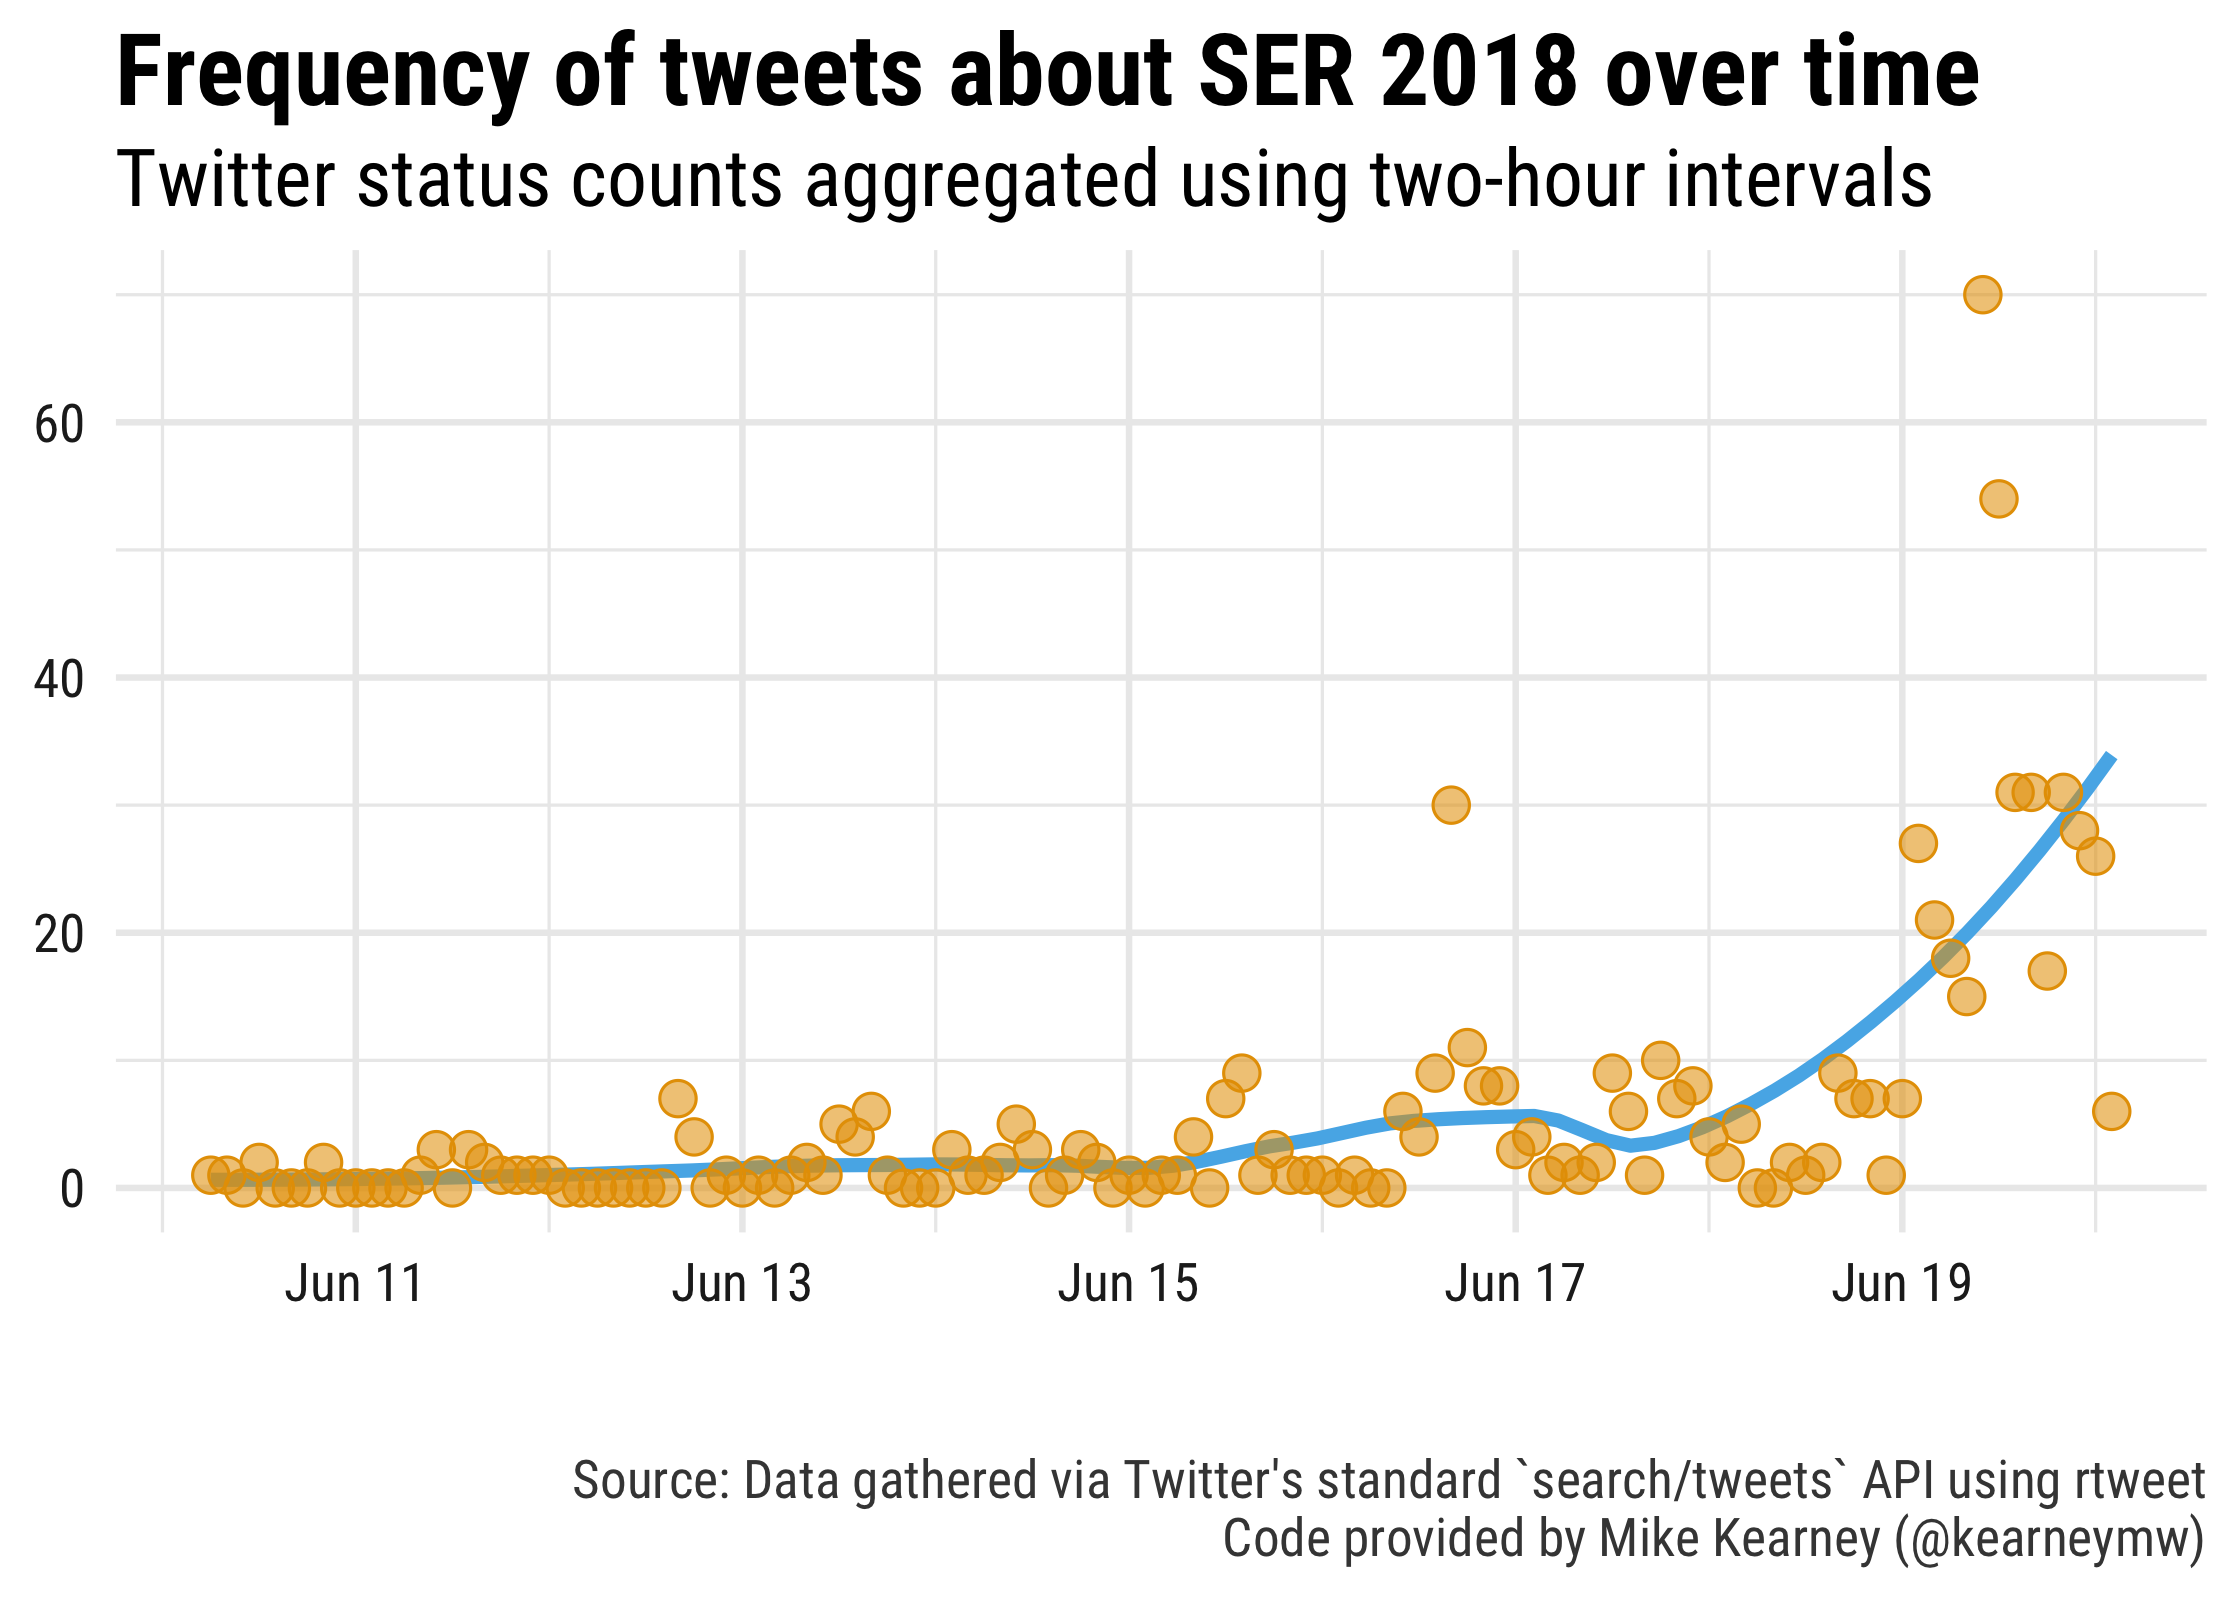 Frequency of tweets about SER 2018 over time
Twitter status counts aggregated using two-hour intervals
60
40
20
0
Jun 11 Jun 13 Jun 15 Jun 17 Jun 19
Source: Data gathered via Twitter's standard `search/tweets` API using rtweet
Code provided by Mike Kearney (@kearneymw)